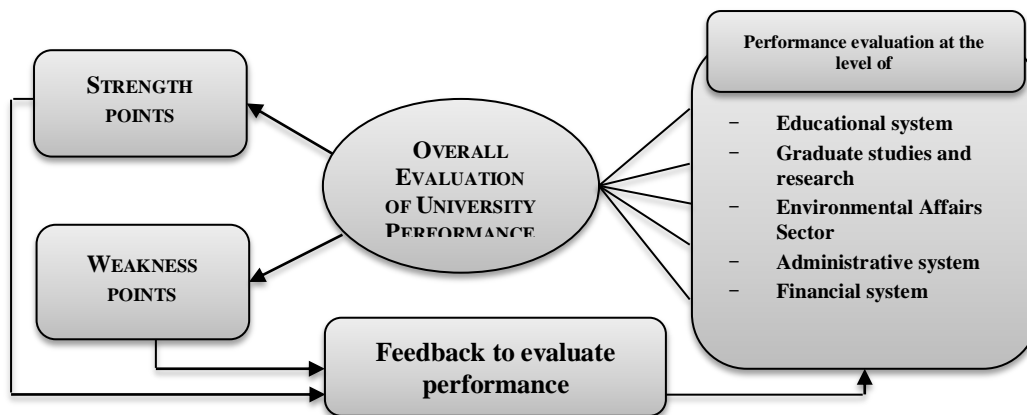 STRENGTH
POINTS
OVERALL
EVALUATION
OF UNIVERSITY
PERFORMANCE
WEAKNESS
POINTS
Feedback to evaluate
performance
Performance evaluation at the
level of
− Educational system
− Graduate studies and
research
− Environmental Affairs
Sector
− Administrative system
− Financial system